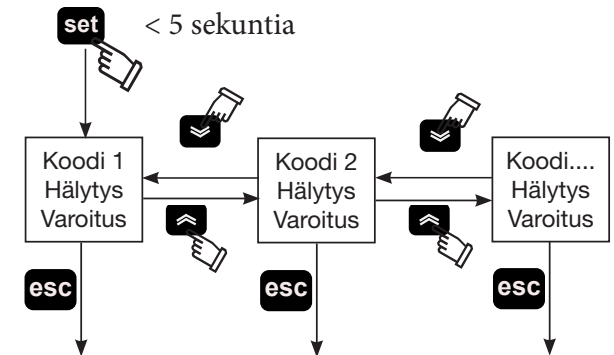 set
< 5 sekuntia
Koodi 1
Hälytys
Varoitus
Koodi 2
Hälytys
Varoitus
Koodi....
Hälytys
Varoitus
esc
esc
esc